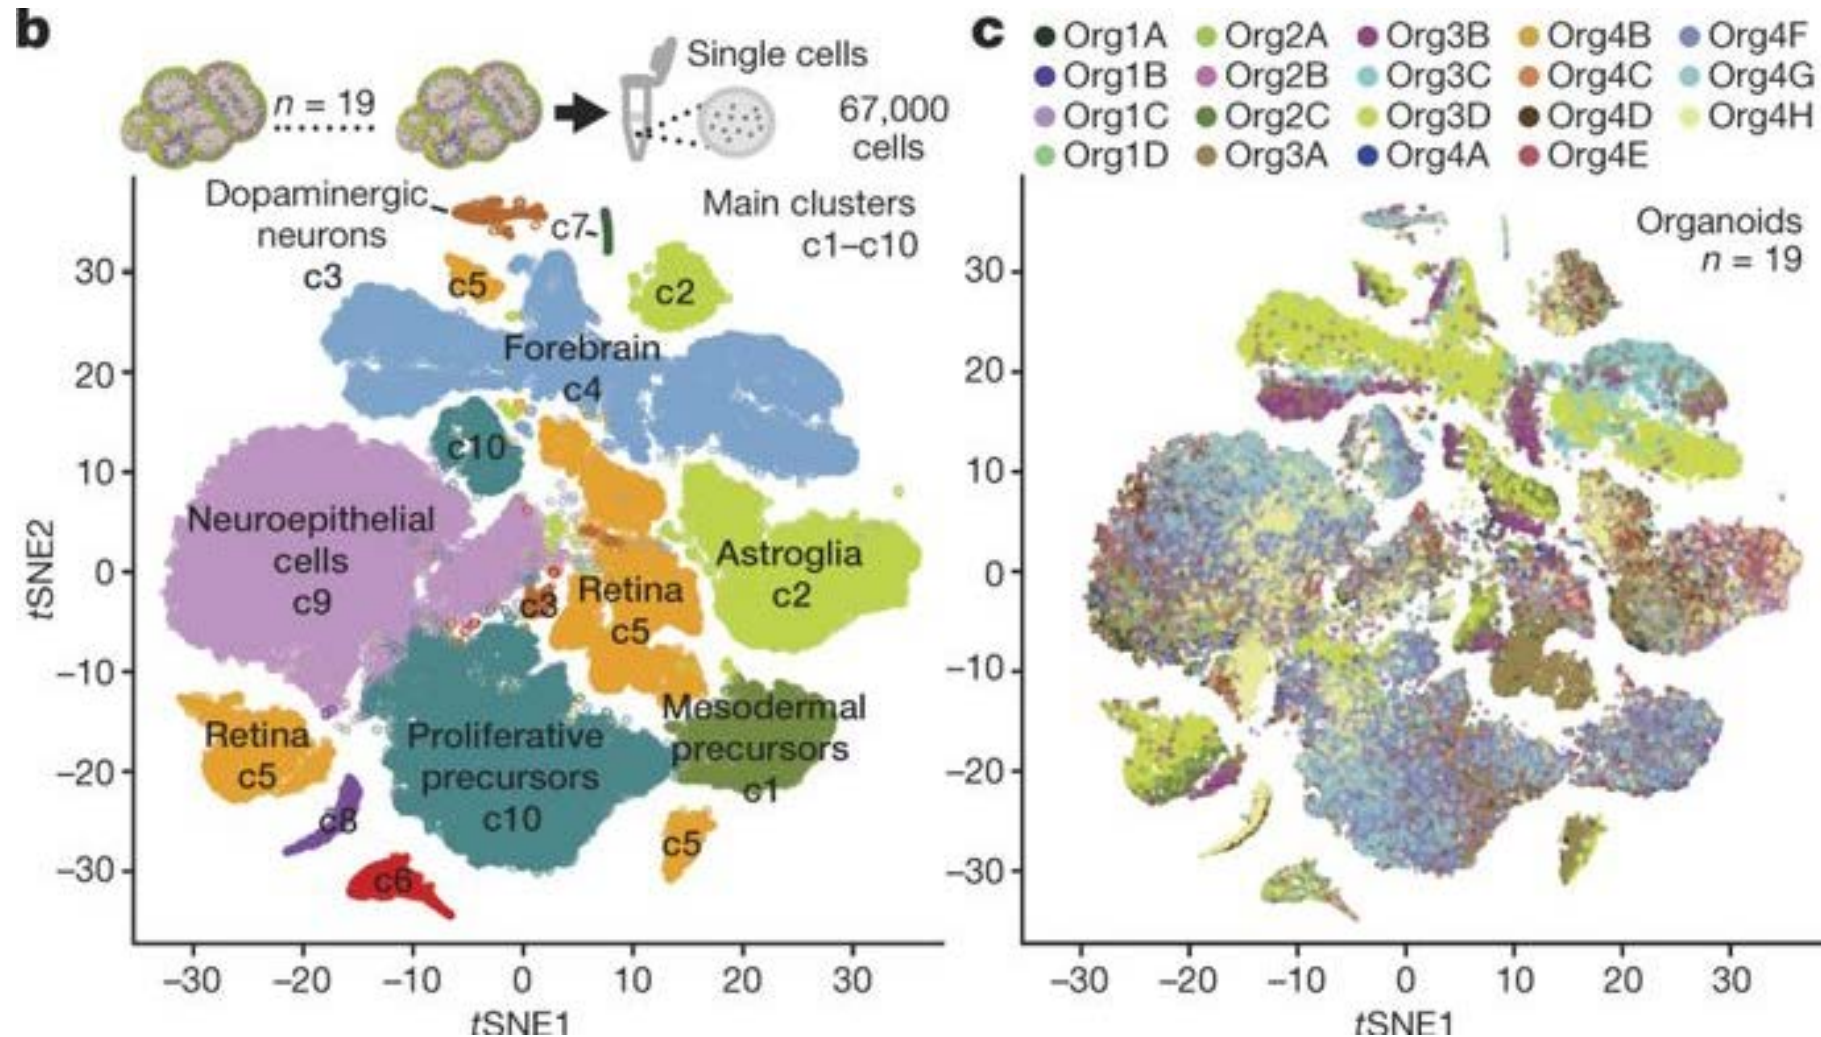 b
n = 19
Single cells
67,000
cells
Dopaminergic
neurons
c3
c7
Main clusters
c1–c10
c5
c2
Forebrain
c4
c10
Neuroepithelial
cells
c9
Astroglia
c2
c3
Retina
c5
Retina
c5
Proliferative
precursors
c10
Mesodermal
precursors
c1
c8
c6
c5
30
20
10
0
–10
–20
–30
tSNE2
–30 –20 –10 0 10 20 30
tSNE1
c
Org1A Org2A Org3B Org4B Org4F
Org1B Org2B Org3C Org4C Org4G
Org1C Org2C Org3D Org4D Org4H
Org1D Org3A Org4A Org4E
Organoids
n = 19
30
20
10
0
–10
–20
–30
–30 –20 –10 0 10 20 30
tSNE1